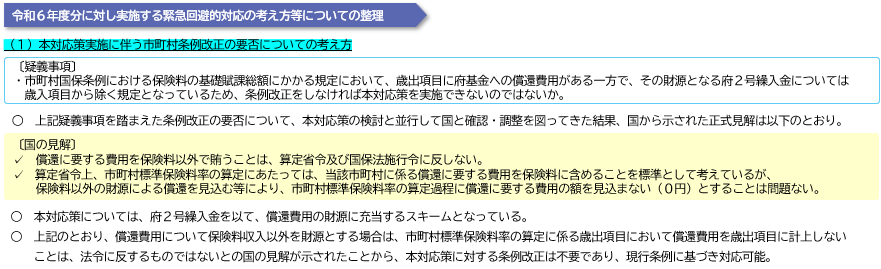 令和６年度分に対し実施する緊急回避的対応の考え方等についての整理
（１）本対応策実施に伴う市町村条例改正の要否についての考え方
〔疑義事項〕
・市町村国保条例における保険料の基礎賦課総額にかかる規定において、歳出項目に府基金への償還費用がある一方で、その財源となる府２号繰入金については
歳入項目から除く規定となっているため、条例改正をしなければ本対応策を実施できないのではないか。
○　上記疑義事項を踏まえた条例改正の要否について、本対応策の検討と並行して国と確認・調整を図ってきた結果、国から示された正式見解は以下のとおり。
〔国の見解〕
✓　償還に要する費用を保険料以外で賄うことは、算定省令及び国保法施行令に反しない。
✓　算定省令上、市町村標準保険料率の算定にあたっては、当該市町村に係る償還に要する費用を保険料に含めることを標準として考えているが、
保険料以外の財源による償還を見込む等により、市町村標準保険料率の算定過程に償還に要する費用の額を見込まない（０円）とすることは問題ない。
○　本対応策については、府２号繰入金を以て、償還費用の財源に充当するスキームとなっている。
○　上記のとおり、償還費用について保険料収入以外を財源とする場合は、市町村標準保険料率の算定に係る歳出項目において償還費用を歳出項目に計上しない
ことは、法令に反するものではないとの国の見解が示されたことから、本対応策に対する条例改正は不要であり、現行条例に基づき対応可能。